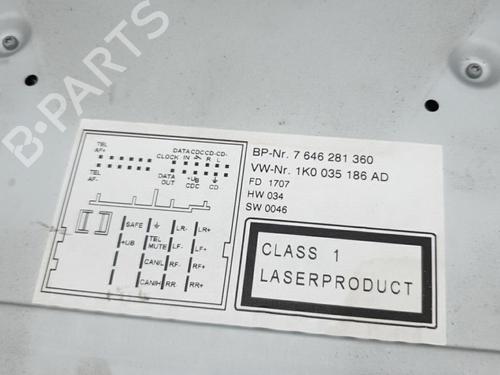 B-PARTS
TEL
AF+
DATA CDC CD- CD-
CLOCK IN R L
TEL
AF-
DATA
OUT
+UB
CDC
CD
SAFE LR- LR+
+UB TEL
MUTE LF- LF+
CAN/L RF- RF+
CAN/H RR- RR+
BP-Nr. 7 646 281 360
VW-Nr. 1K0 035 186 AD
FD 1707
HW 034
SW 0046
CLASS 1
LASERPRODUCT